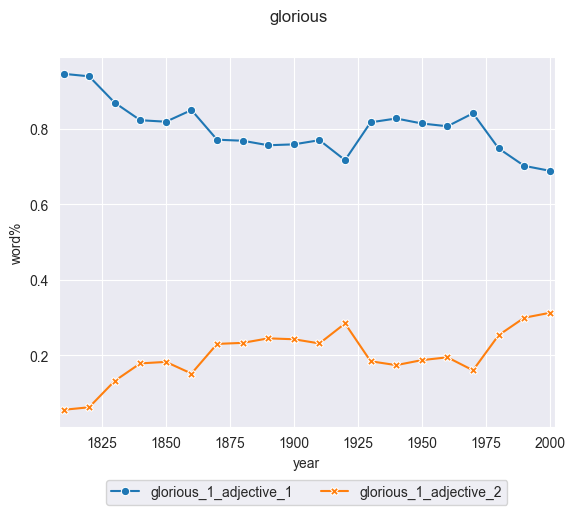 glorious
0.8
0.6
0.4
0.2
word%
1825 1850 1875 1900 1925 1950 1975 2000
year
glorious_1_adjective_1 glorious_1_adjective_2